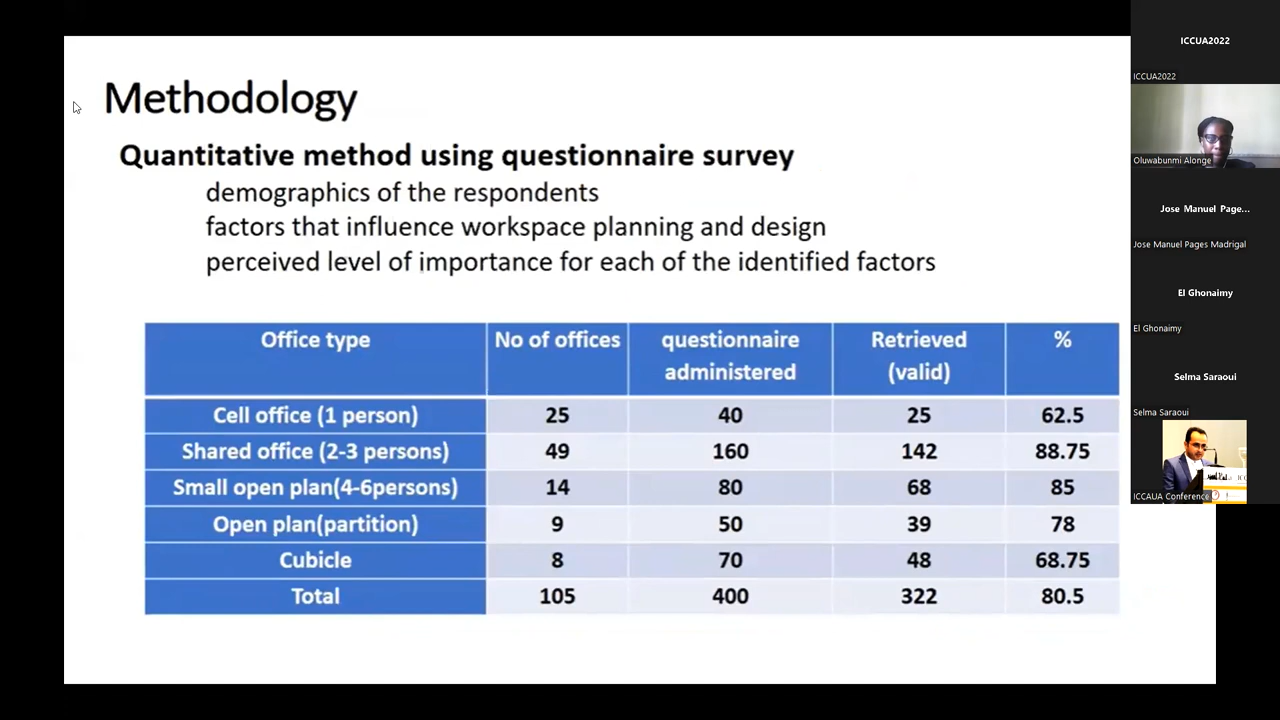 Methodology
Quantitative method using questionnaire survey
demographics of the respondents
factors that influence workspace planning and design
perceived level of importance for each of the identified factors
Office type No of offices questionnaire administered Retrieved (valid) %
Cell office (1 person) 25 40 25 62.5
Shared office (2-3 persons) 49 160 142 88.75
Small open plan(4-6persons) 14 80 68 85
Open plan(partition) 9 50 39 78
Cubicle 8 70 48 68.75
Total 105 400 322 80.5
ICCUA2022
ICCUA2022
Oluwabunmi Alonge
Jose Manuel Page...
Jose Manuel Pages Madrigal
El Ghonaimy
El Ghonaimy
Selma Saraoui
Selma Saraoui
ICCAUA Conference